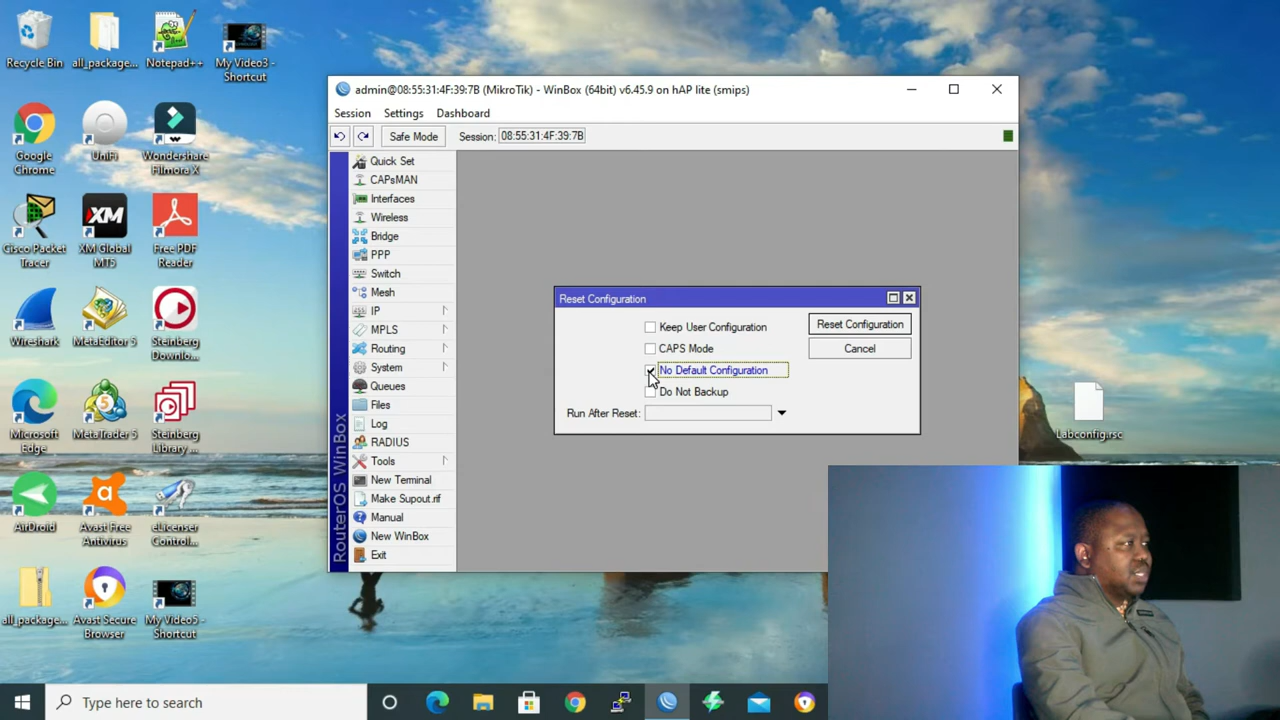 Recycle Bin
all_package...
Notepad++
My Video3 -
Shortcut
Google
Chrome
UniFi
Wondershare
Filmora X
Cisco Packet
Tracer
XM
XM Global
MT5
Free PDF
Reader
Wireshark
MetaEditor 5
Steinberg
Downlo...
Microsoft
Edge
5
MetaTrader 5
Steinberg
Library ...
AirDroid
Avast Free
Antivirus
eLicenser
Control...
all_package...
Avast Secure
Browser
My Video5 -
Shortcut
admin@08:55:31:4F:39:7B (MikroTik) - WinBox (64bit) v6.45.9 on hAP lite (smips)
Session Settings Dashboard
Safe Mode Session: 08:55:31:4F:39:7B
RouterOS WinBox
Quick Set
CAPsMAN
Interfaces
Wireless
Bridge
PPP
Switch
Mesh
IP
MPLS
Routing
System
Queues
Files
Log
RADIUS
Tools
New Terminal
Make Supout.rif
Manual
New WinBox
Exit
Reset Configuration
Keep User Configuration
CAPS Mode
No Default Configuration
Do Not Backup
Run After Reset:
Reset Configuration
Cancel
Labconfig.rsc
Type here to search